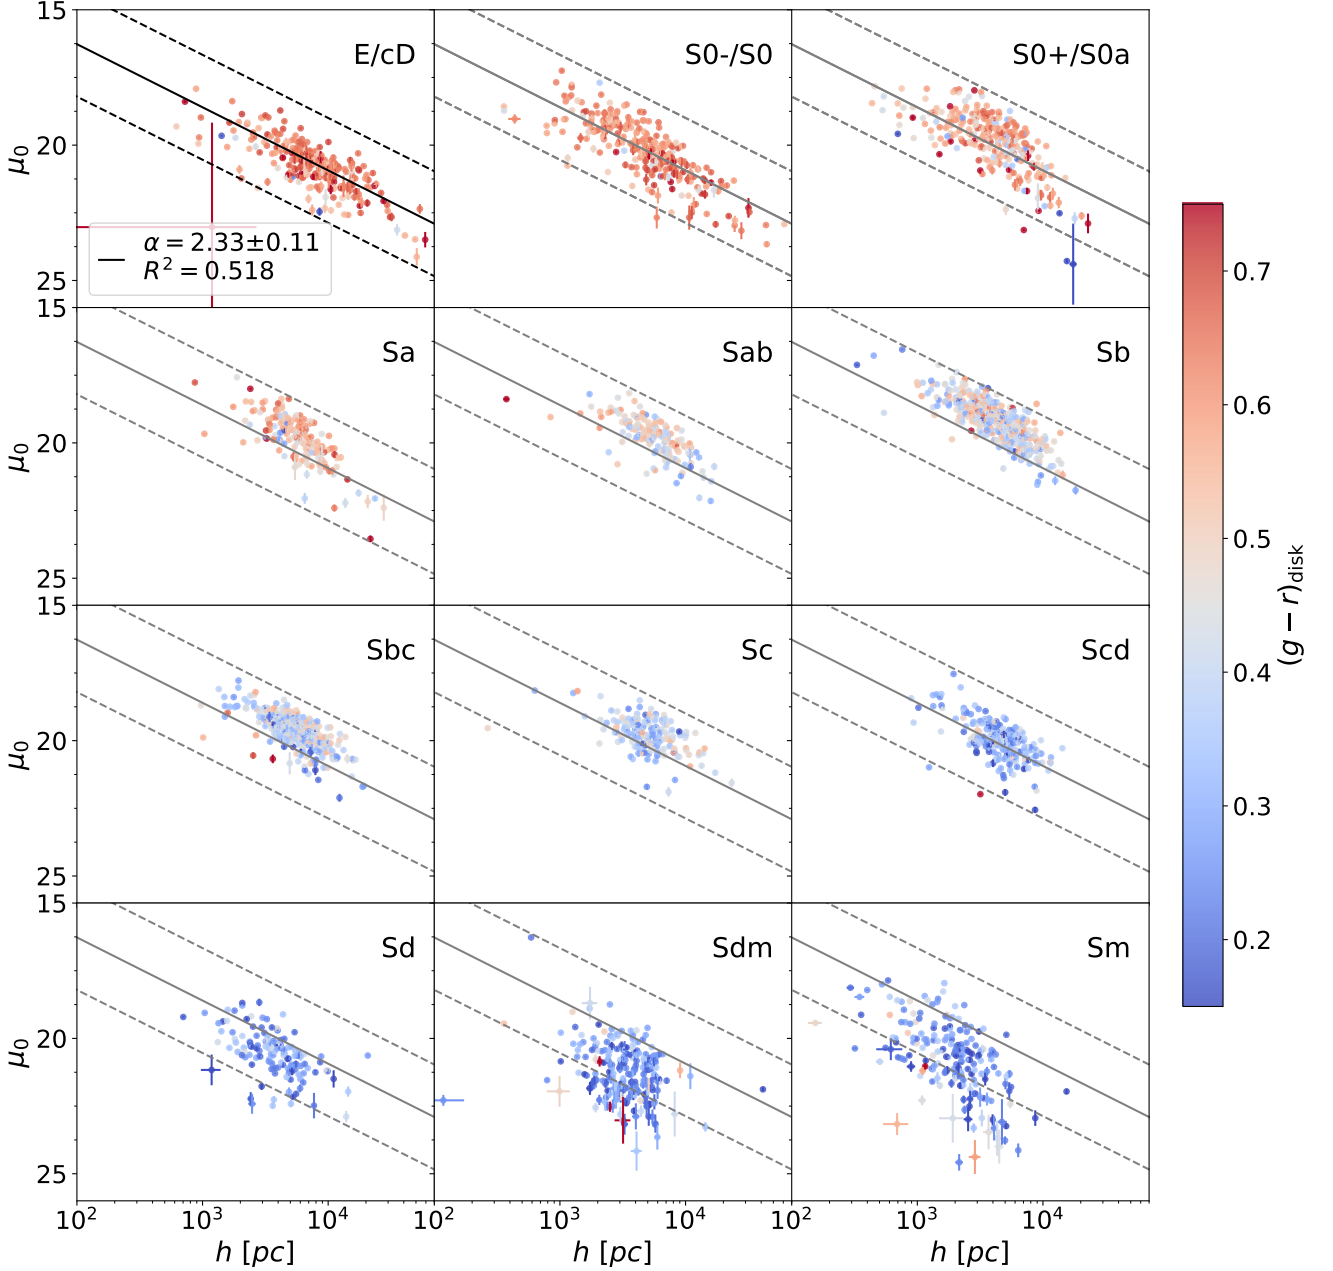 15
20
25
μ₀
E/cD
S0-/S0
S0+/S0a
α = 2.33±0.11
R² = 0.518
15
20
25
μ₀
Sa
Sab
Sb
15
20
25
μ₀
Sbc
Sc
Scd
15
20
25
μ₀
Sd
Sdm
Sm
10² 10³ 10⁴ 10² 10³ 10⁴ 10² 10³ 10⁴
h [pc] h [pc] h [pc]
0.7
0.6
0.5
0.4
0.3
0.2
(g − r)disk